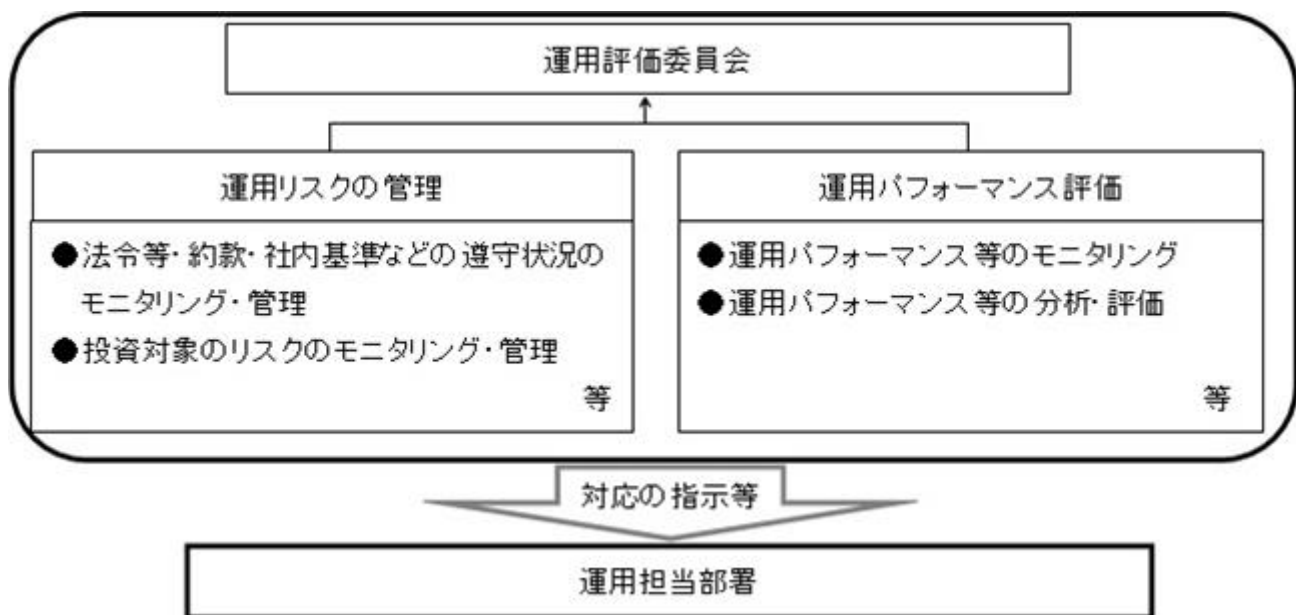 運用評価委員会
運用リスクの管理
●法令等・約款・社内基準などの遵守状況の
モニタリング・管理
●投資対象のリスクのモニタリング・管理
等
運用パフォーマンス評価
●運用パフォーマンス等のモニタリング
●運用パフォーマンス等の分析・評価
等
対応の指示等
運用担当部署